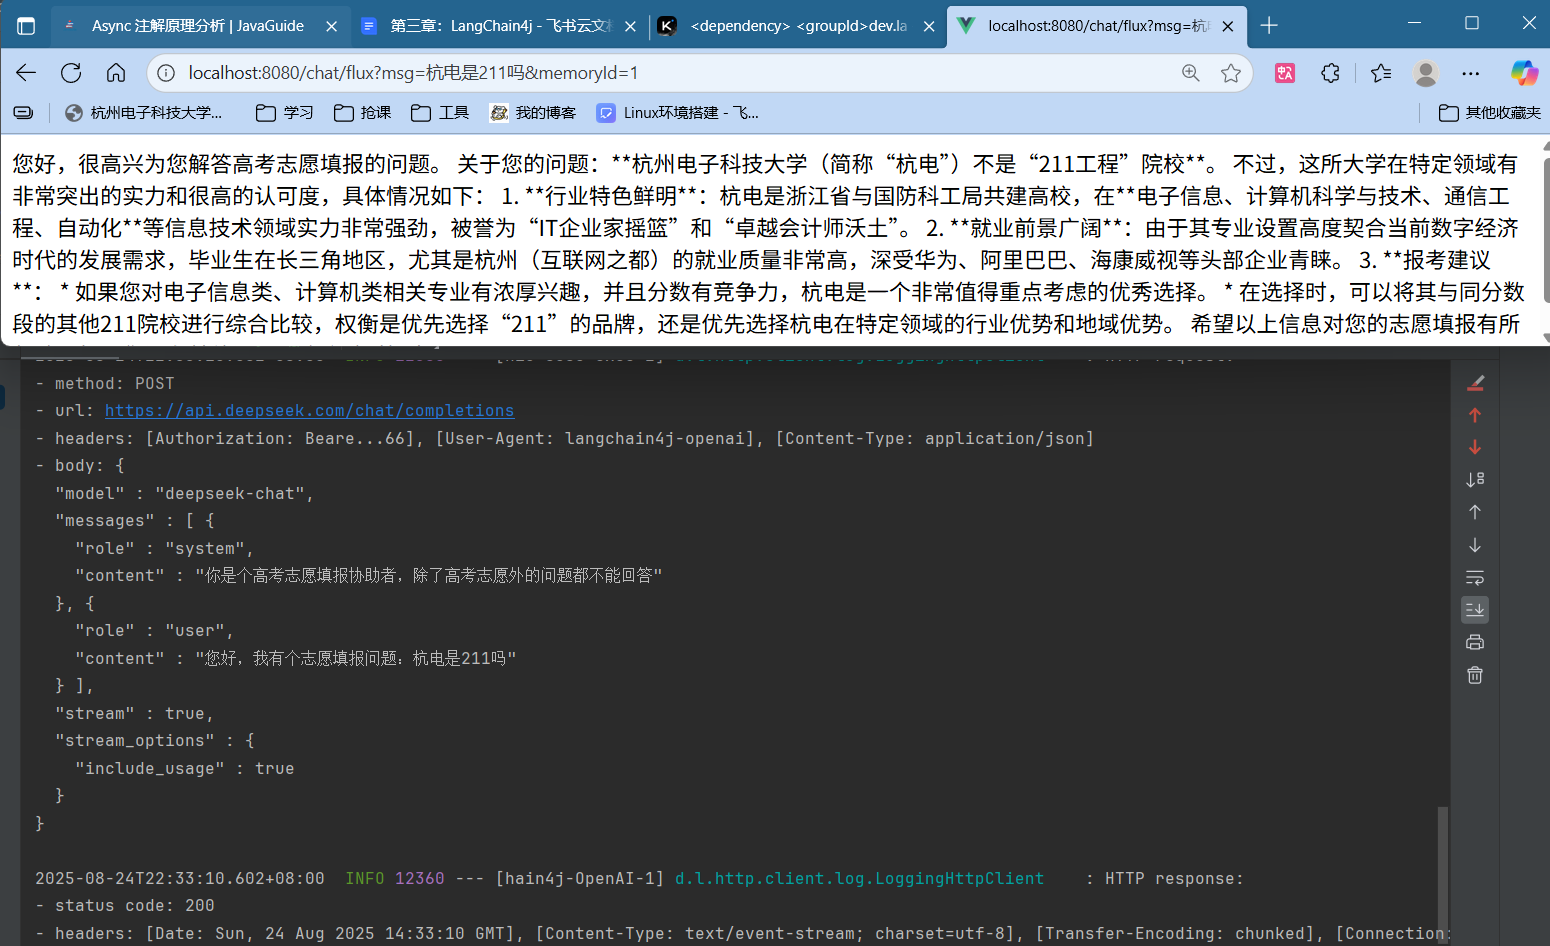 Async 注解原理分析 | JavaGuide
第三章：LangChain4j - 飞书云文
<dependency> <groupId>dev.la
localhost:8080/chat/flux?msg=杭
localhost:8080/chat/flux?msg=杭电是211吗&memoryId=1
杭州电子科技大学...
学习
抢课
工具
我的博客
Linux环境搭建 - 飞...
其他收藏夹
您好，很高兴为您解答高考志愿填报的问题。 关于您的问题：**杭州电子科技大学（简称“杭电”）不是“211工程”院校**。 不过，这所大学在特定领域有
非常突出的实力和很高的认可度，具体情况如下： 1. **行业特色鲜明**：杭电是浙江省与国防科工局共建高校，在**电子信息、计算机科学与技术、通信工
程、自动化**等信息技术领域实力非常强劲，被誉为“IT企业家摇篮”和“卓越会计师沃土”。 2. **就业前景广阔**：由于其专业设置高度契合当前数字经济
时代的发展需求，毕业生在长三角地区，尤其是杭州（互联网之都）的就业质量非常高，深受华为、阿里巴巴、海康威视等头部企业青睐。 3. **报考建议
**： * 如果您对电子信息类、计算机类相关专业有浓厚兴趣，并且分数有竞争力，杭电是一个非常值得重点考虑的优秀选择。 * 在选择时，可以将其与同分数
段的其他211院校进行综合比较，权衡是优先选择“211”的品牌，还是优先选择杭电在特定领域的行业优势和地域优势。 希望以上信息对您的志愿填报有所
- method: POST
- url: https://api.deepseek.com/chat/completions
- headers: [Authorization: Beare...66], [User-Agent: langchain4j-openai], [Content-Type: application/json]
- body: {
"model" : "deepseek-chat",
"messages" : [ {
"role" : "system",
"content" : "你是个高考志愿填报协助者，除了高考志愿外的问题都不能回答"
}, {
"role" : "user",
"content" : "您好，我有个志愿填报问题：杭电是211吗"
} ],
"stream" : true,
"stream_options" : {
"include_usage" : true
}
}
2025-08-24T22:33:10.602+08:00 INFO 12360 --- [hain4j-OpenAI-1] d.l.http.client.log.LoggingHttpClient : HTTP response:
- status code: 200
- headers: [Date: Sun, 24 Aug 2025 14:33:10 GMT], [Content-Type: text/event-stream; charset=utf-8], [Transfer-Encoding: chunked], [Connection: